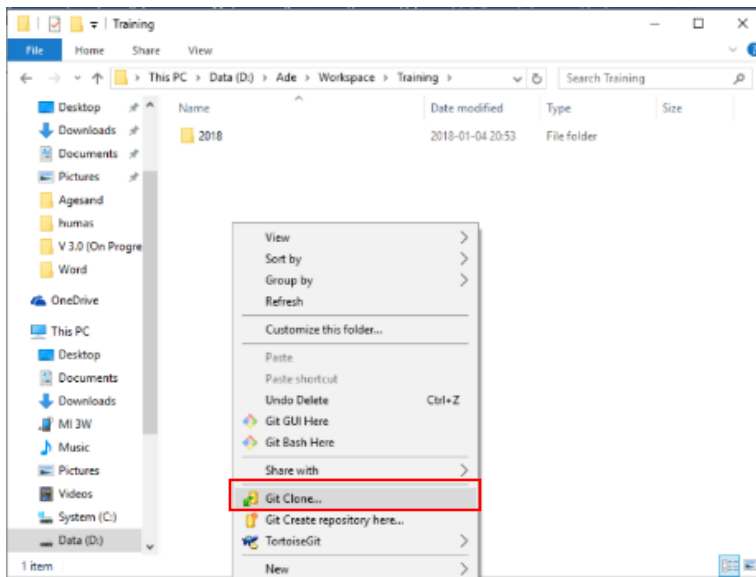 Training
File Home Share View
This PC > Data (D:) > Ade > Workspace > Training > Search Training
Name Date modified Type Size
2018 2018-01-04 20:53 File folder
Desktop
Downloads
Documents
Pictures
Agesand
humas
V 3.0 (On Progre
Word
OneDrive
This PC
Desktop
Documents
Downloads
MI 3W
Music
Pictures
Videos
System (C:)
Data (D:)
View
Sort by
Group by
Refresh
Customize this folder...
Paste
Paste shortcut
Undo Delete Ctrl+Z
Git GUI Here
Git Bash Here
Share with
Git Clone...
Git Create repository here...
TortoiseGit
New
1 item